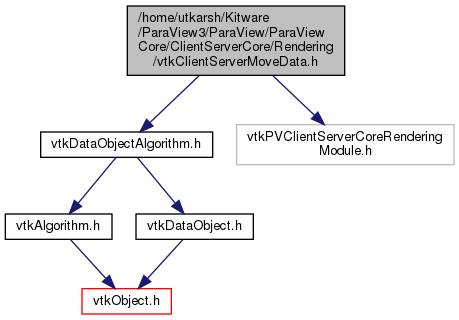 /home/utkarsh/Kitware
/ParaView3/ParaView/ParaView
Core/ClientServerCore/Rendering
/vtkClientServerMoveData.h
vtkDataObjectAlgorithm.h
vtkPVClientServerCoreRendering
Module.h
vtkAlgorithm.h
vtkDataObject.h
vtkObject.h